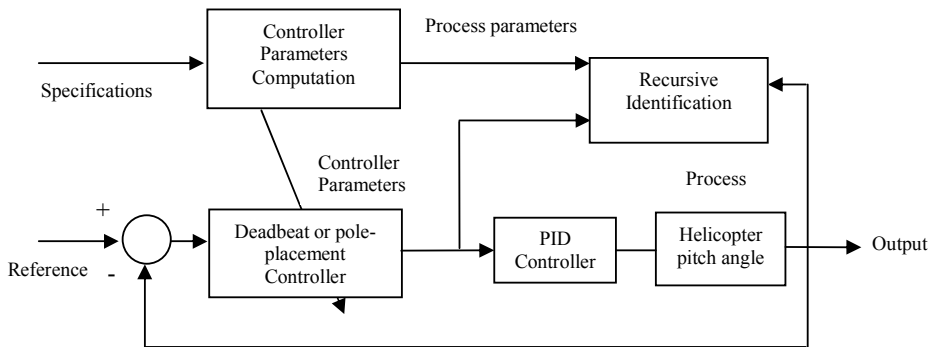 Controller
Parameters
Computation
Process parameters
Specifications
Recursive
Identification
Controller
Parameters
Process
+
Deadbeat or pole-
placement
Controller
PID
Controller
Helicopter
pitch angle
Output
Reference
-